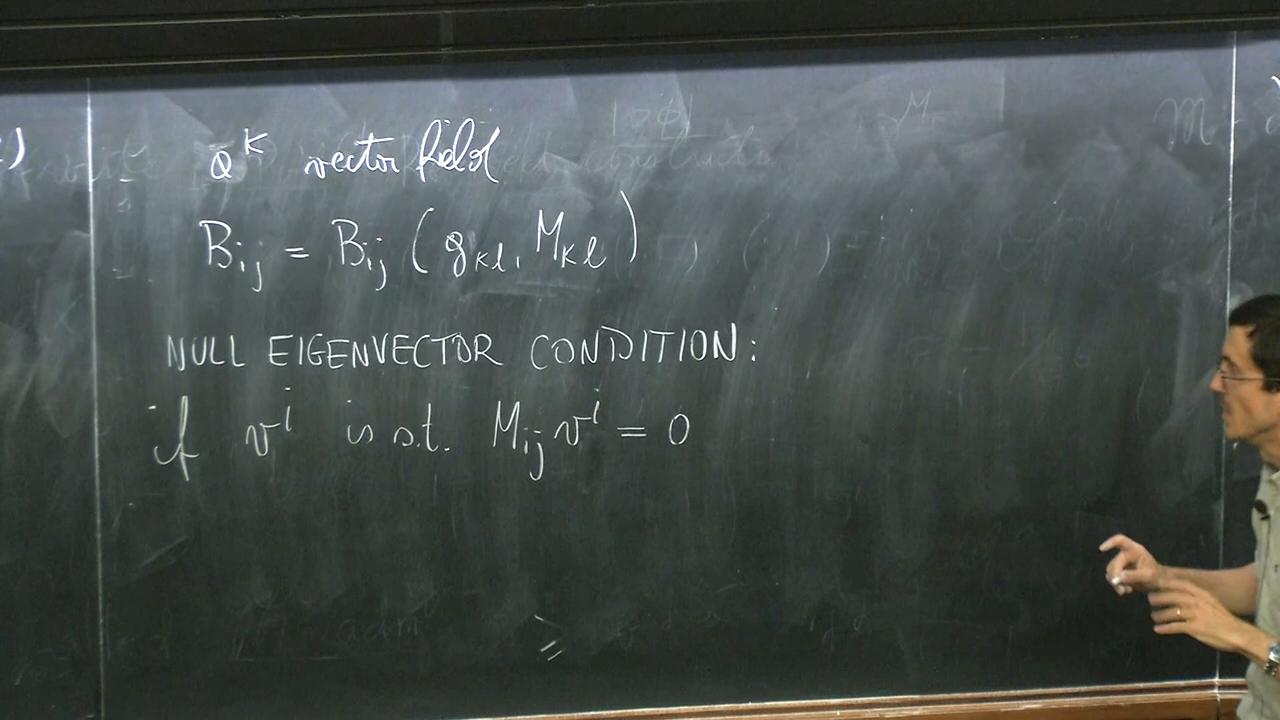 Q^K vector field
B_ij = B_ij (g_kl, M_kl)
NULL EIGENVECTOR CONDITION:
if v^i is s.t. M_ij v^i = 0
≥